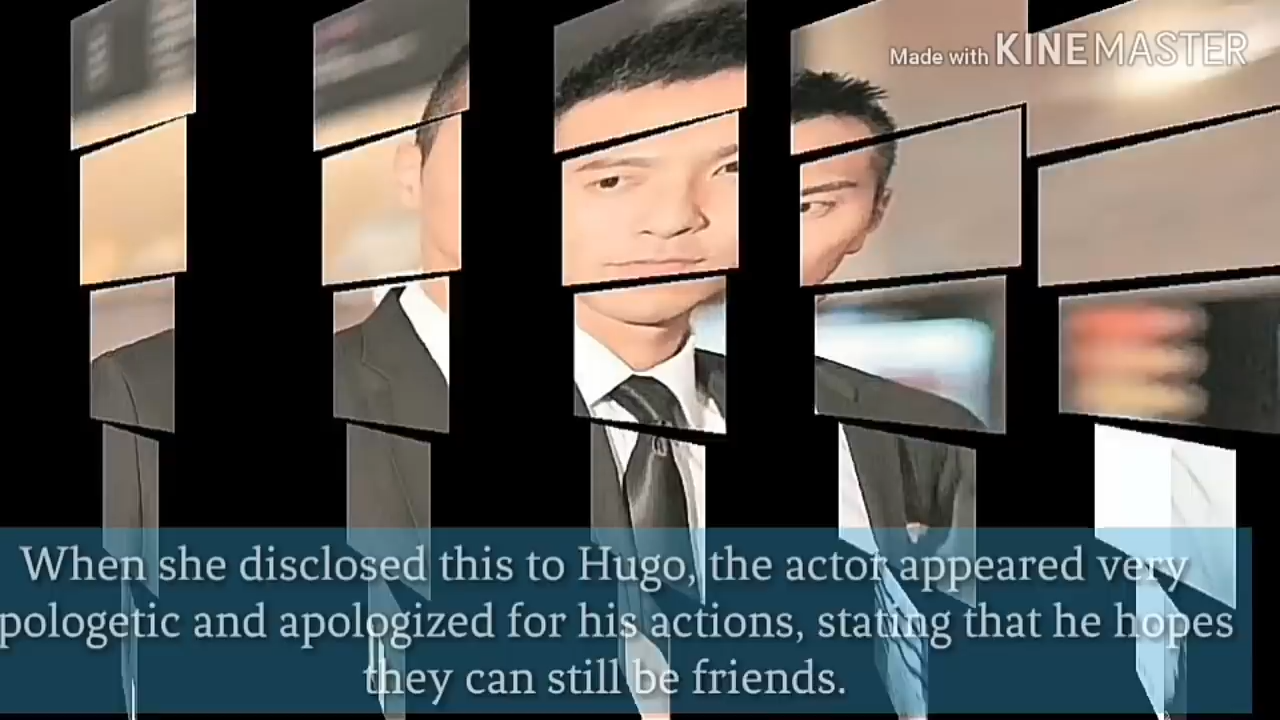 Made with KINEMASTER
When she disclosed this to Hugo, the actor appeared very
pologetic and apologized for his actions, stating that he hopes
they can still be friends.